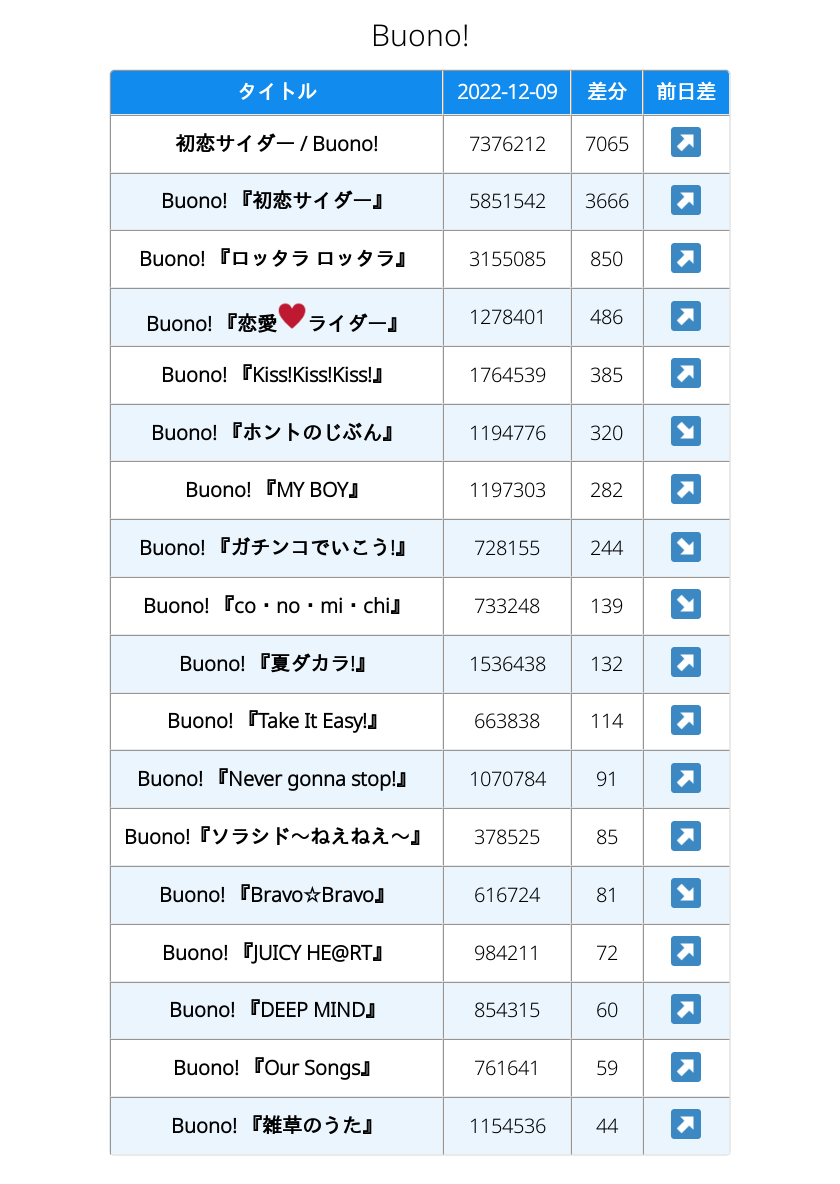 Buono!
タイトル 2022-12-09 差分 前日差
初恋サイダー / Buono! 7376212 7065 ↗
Buono! 『初恋サイダー』 5851542 3666 ↗
Buono! 『ロッタラ ロッタラ』 3155085 850 ↗
Buono! 『恋愛♥ライダー』 1278401 486 ↗
Buono! 『Kiss!Kiss!Kiss!』 1764539 385 ↗
Buono! 『ホントのじぶん』 1194776 320 ↘
Buono! 『MY BOY』 1197303 282 ↗
Buono! 『ガチンコでいこう!』 728155 244 ↘
Buono! 『co・no・mi・chi』 733248 139 ↘
Buono! 『夏ダカラ!』 1536438 132 ↗
Buono! 『Take It Easy!』 663838 114 ↗
Buono! 『Never gonna stop!』 1070784 91 ↗
Buono!『ソラシド〜ねえねえ〜』 378525 85 ↗
Buono! 『Bravo☆Bravo』 616724 81 ↘
Buono! 『JUICY HE@RT』 984211 72 ↗
Buono! 『DEEP MIND』 854315 60 ↗
Buono! 『Our Songs』 761641 59 ↗
Buono! 『雑草のうた』 1154536 44 ↗